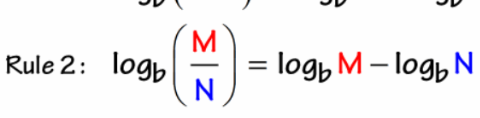 Rule 2: log_b(M/N) = log_b M − log_b N